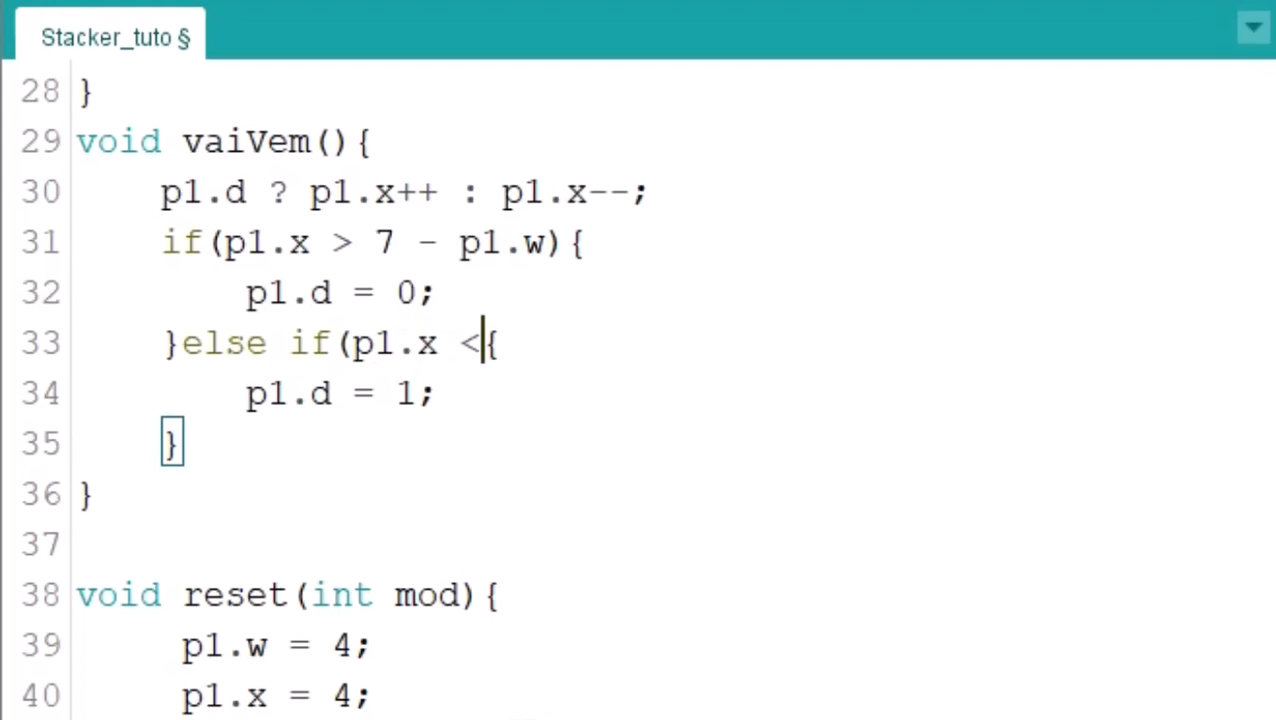 Stacker_tuto §
28 }
29 void vaiVem(){
30 p1.d ? p1.x++ : p1.x--;
31 if(p1.x > 7 - p1.w){
32 p1.d = 0;
33 }else if(p1.x <{
34 p1.d = 1;
35 }
36 }
37
38 void reset(int mod){
39 p1.w = 4;
40 p1.x = 4;